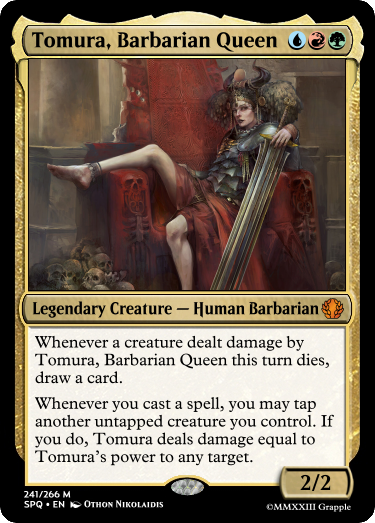 Tomura, Barbarian Queen
Legendary Creature — Human Barbarian
Whenever a creature dealt damage by
Tomura, Barbarian Queen this turn dies,
draw a card.
Whenever you cast a spell, you may tap
another untapped creature you control. If
you do, Tomura deals damage equal to
Tomura's power to any target.
2/2
241/266 M
SPQ • EN Othon Nikolaidis
©MMXXIII Grapple